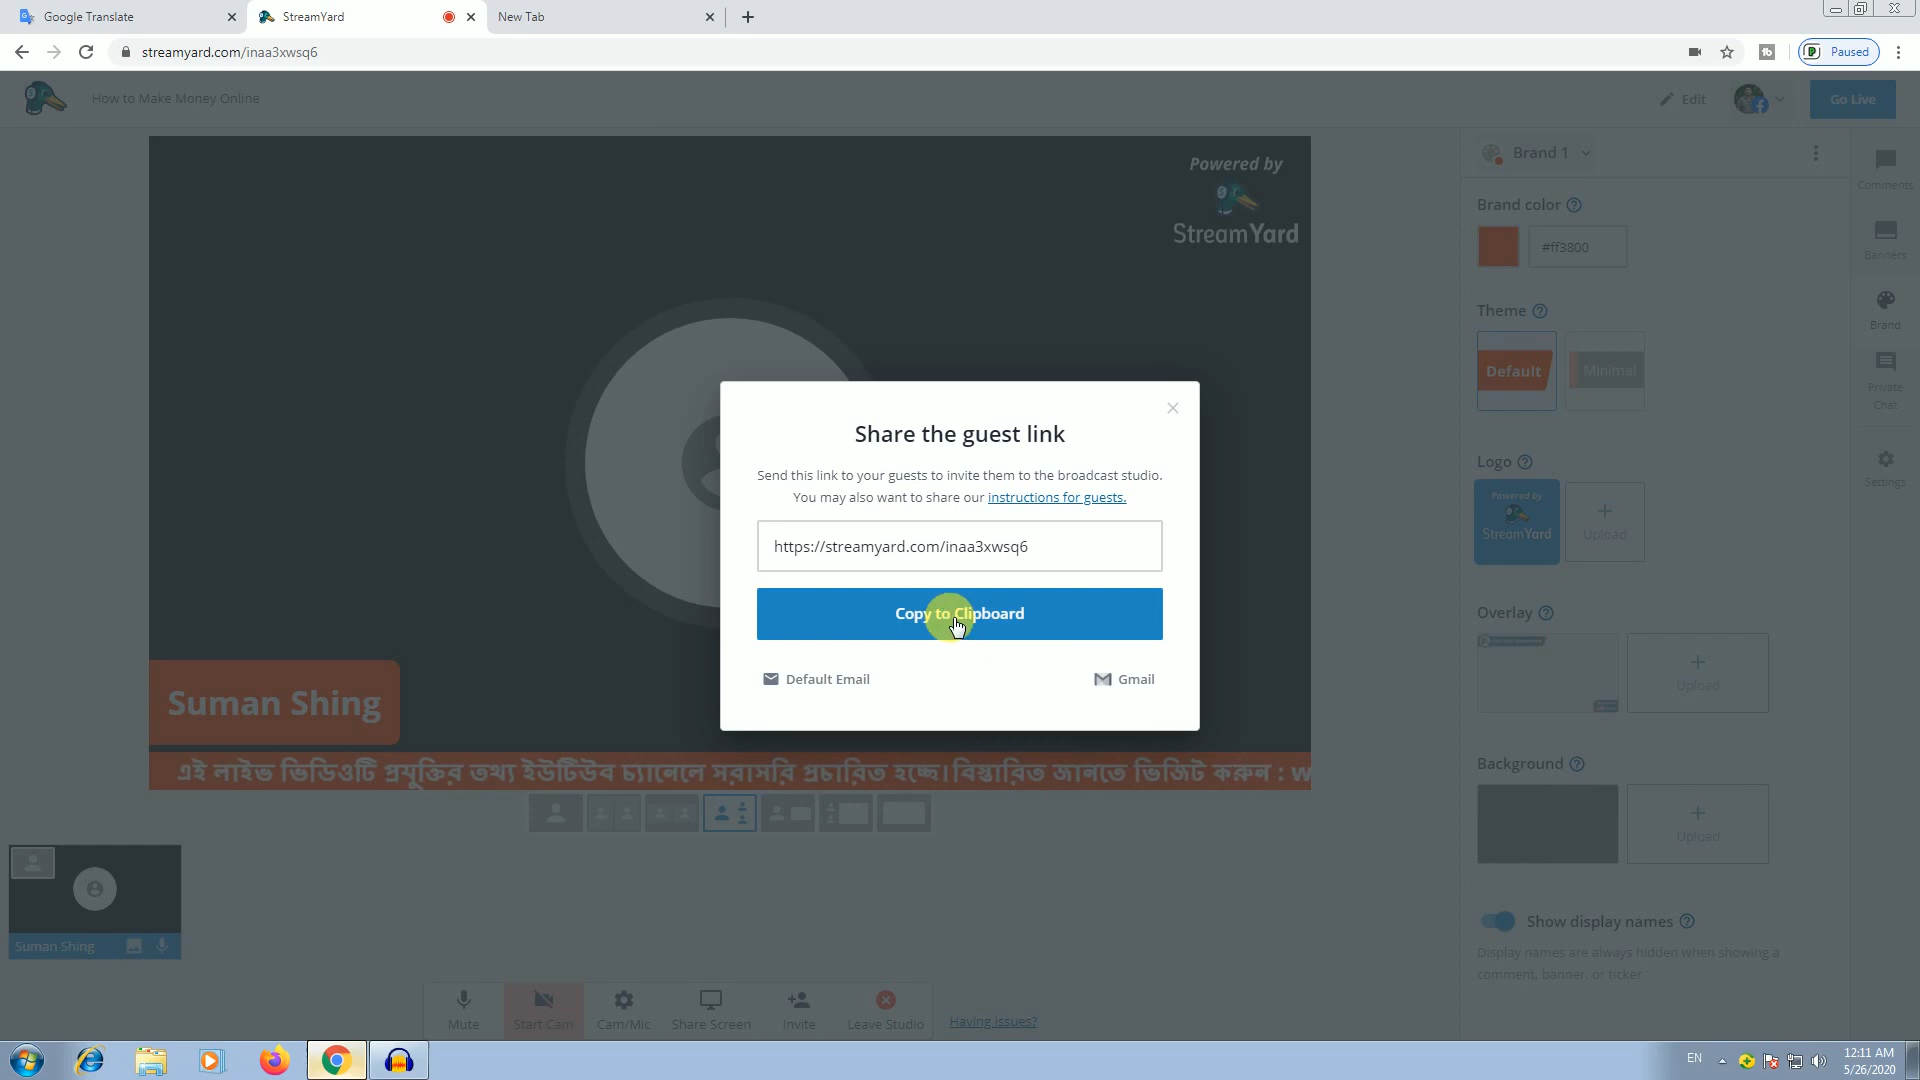 Google Translate
StreamYard
New Tab
streamyard.com/inaa3xwsq6
Paused
How to Make Money Online
Edit
Go Live
Powered by
StreamYard
Brand 1
Comments
Brand color
#ff3800
Banners
Theme
Brand
Default
Minimal
Private
Chat
Share the guest link
Send this link to your guests to invite them to the broadcast studio.
You may also want to share our instructions for guests.
https://streamyard.com/inaa3xwsq6
Copy to Clipboard
Default Email
Gmail
Logo
Settings
Powered by
StreamYard
Upload
Overlay
Upload
Suman Shing
এই লাইভ ভিডিওটি প্রযুক্তির তথ্য ইউটিউব চ্যানেলে সরাসরি প্রচারিত হচ্ছে। বিস্তারিত জানতে ভিজিট করুন : w
Background
Upload
Suman Shing
Show display names
Display names are always hidden when showing a
comment, banner, or ticker
Mute
Start Cam
Cam/Mic
Share Screen
Invite
Leave Studio
Having issues?
EN
12:11 AM
5/26/2020